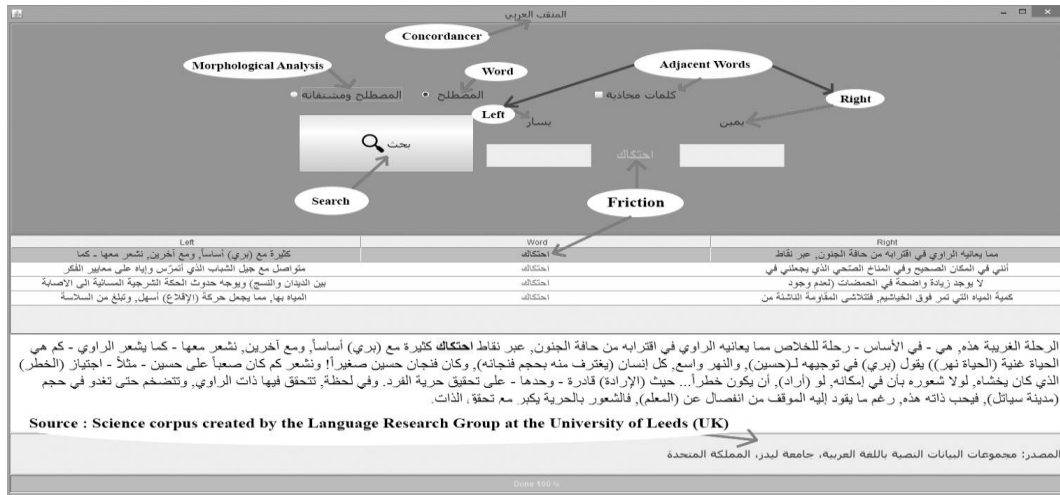 المنقب العربي
Concordancer
Morphological Analysis
Word
Adjacent Words
المصطلح ومشتقاته
المصطلح
كلمات محاذية
Right
Left
يسار
يمين
بحث
احتكاك
Search
Friction
Left Word Right
مما يعانيه الراوي في اقترابه من حافة الجنون, عبر نقاط احتكاك كثيرة مع (بري) أساساً, ومع آخرين, نشعر معها - كما
أنني في المكان الصحيح وفي المناخ الصحي الذي يجعلني في احتكاك متواصل مع جيل الشباب الذي أتمرّس وإياه على معايير الفكر
لا يوجد زيادة واضحة في الحمضات (لعدم وجود احتكاك بين الديدان والنسج) ويوجه حدوث الحكة الشرجية المسائية الى الاصابة
كمية المياه التي تمر فوق الخياشيم, فتتلاشى المقاومة الناشئة من احتكاك المياه بها, مما يجعل حركة (الإقلاع) أسهل, وتبلغ من السلاسة
الرحلة الغريبة هذه, هي - في الأساس - رحلة للخلاص مما يعانيه الراوي في اقترابه من حافة الجنون, عبر نقاط احتكاك كثيرة مع (بري) أساساً, ومع آخرين, نشعر معها - كما يشعر الراوي - كم هي
الحياة غنية (الحياة نهر)) يقول (بري) في توجيهه لـ(حسين), والنهر واسع, كل إنسان (يغترف منه بحجم فنجانه), وكان فنجان حسين صغيراً! ونشعر كم كان صعباً على حسين - مثلاً - اجتياز (الخطر)
الذي كان يخشاه, لولا شعوره بأن في إمكانه, لو (أراد), أن يكون خطراً... حيث (الإرادة) قادرة - وحدها - على تحقيق حرية الفرد. وفي لحظة, تتحقق فيها ذات الراوي, وتتضخم حتى تغدو في حجم
(مدينة سياتل), فيحب ذاته هذه, رغم ما يقود إليه الموقف من انفصال عن (المعلم), فالشعور بالحرية يكبر مع تحقق الذات.
Source : Science corpus created by the Language Research Group at the University of Leeds (UK)
المصدر: مجموعات البيانات النصية باللغة العربية، جامعة ليدز، المملكة المتحدة
Done 100 %